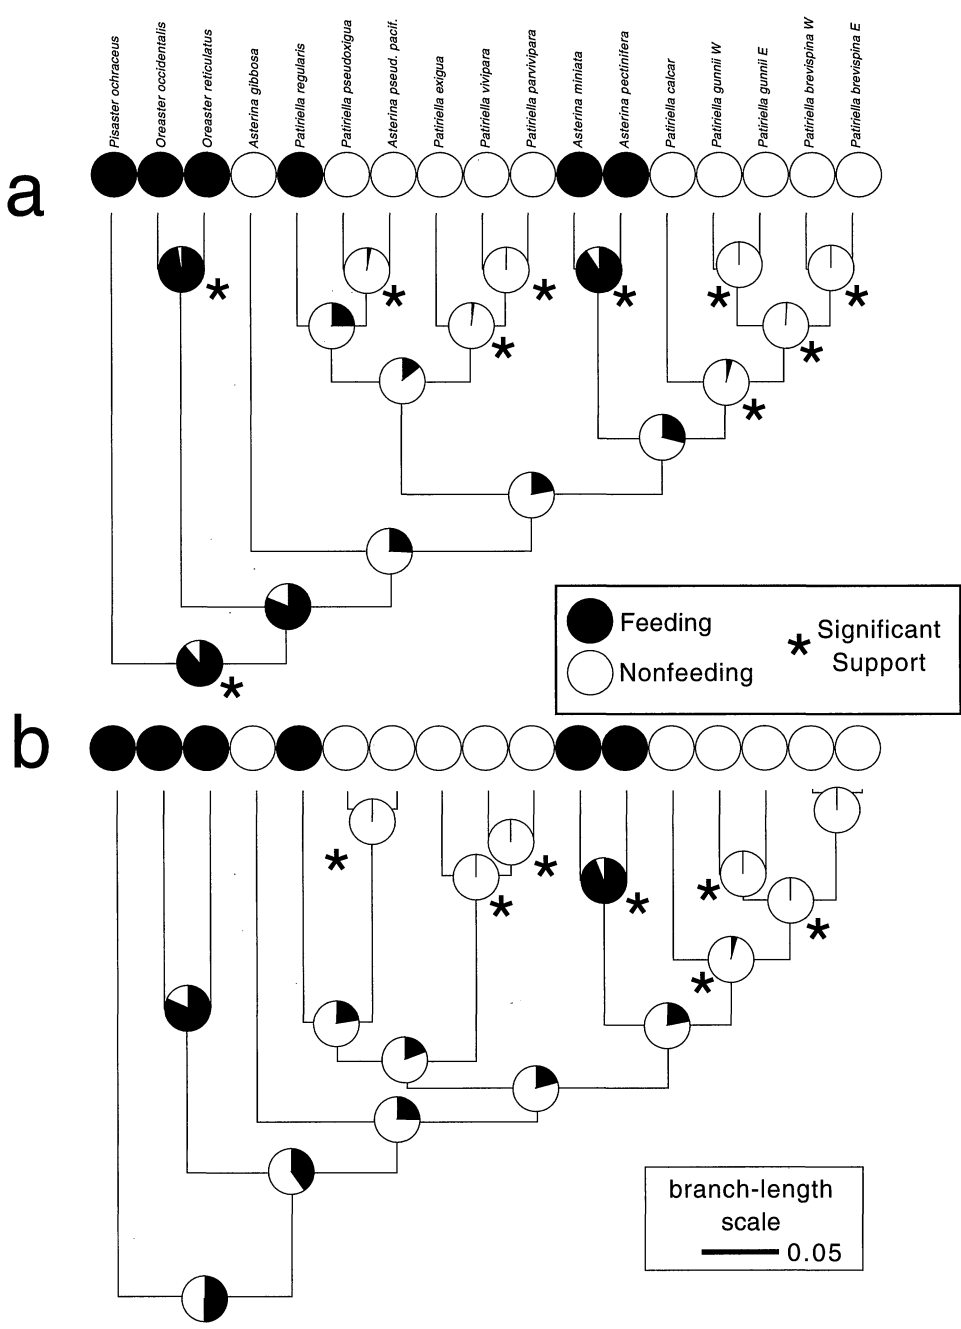 Pisaster ochraceus
Oreaster occidentalis
Oreaster reticulatus
Asterina gibbosa
Patiriella regularis
Patiriella pseudoxigua
Asterina pseud. pacif.
Patiriella exigua
Patiriella vivipara
Patiriella parvivipara
Asterina miniata
Asterina pectinifera
Patiriella calcar
Patiriella gunnii W
Patiriella gunnii E
Patiriella brevispina W
Patiriella brevispina E
a
*
*
*
*
*
*
*
*
*
*
Feeding
Nonfeeding
* Significant
Support
b
*
*
*
*
*
*
*
branch-length
scale
0.05